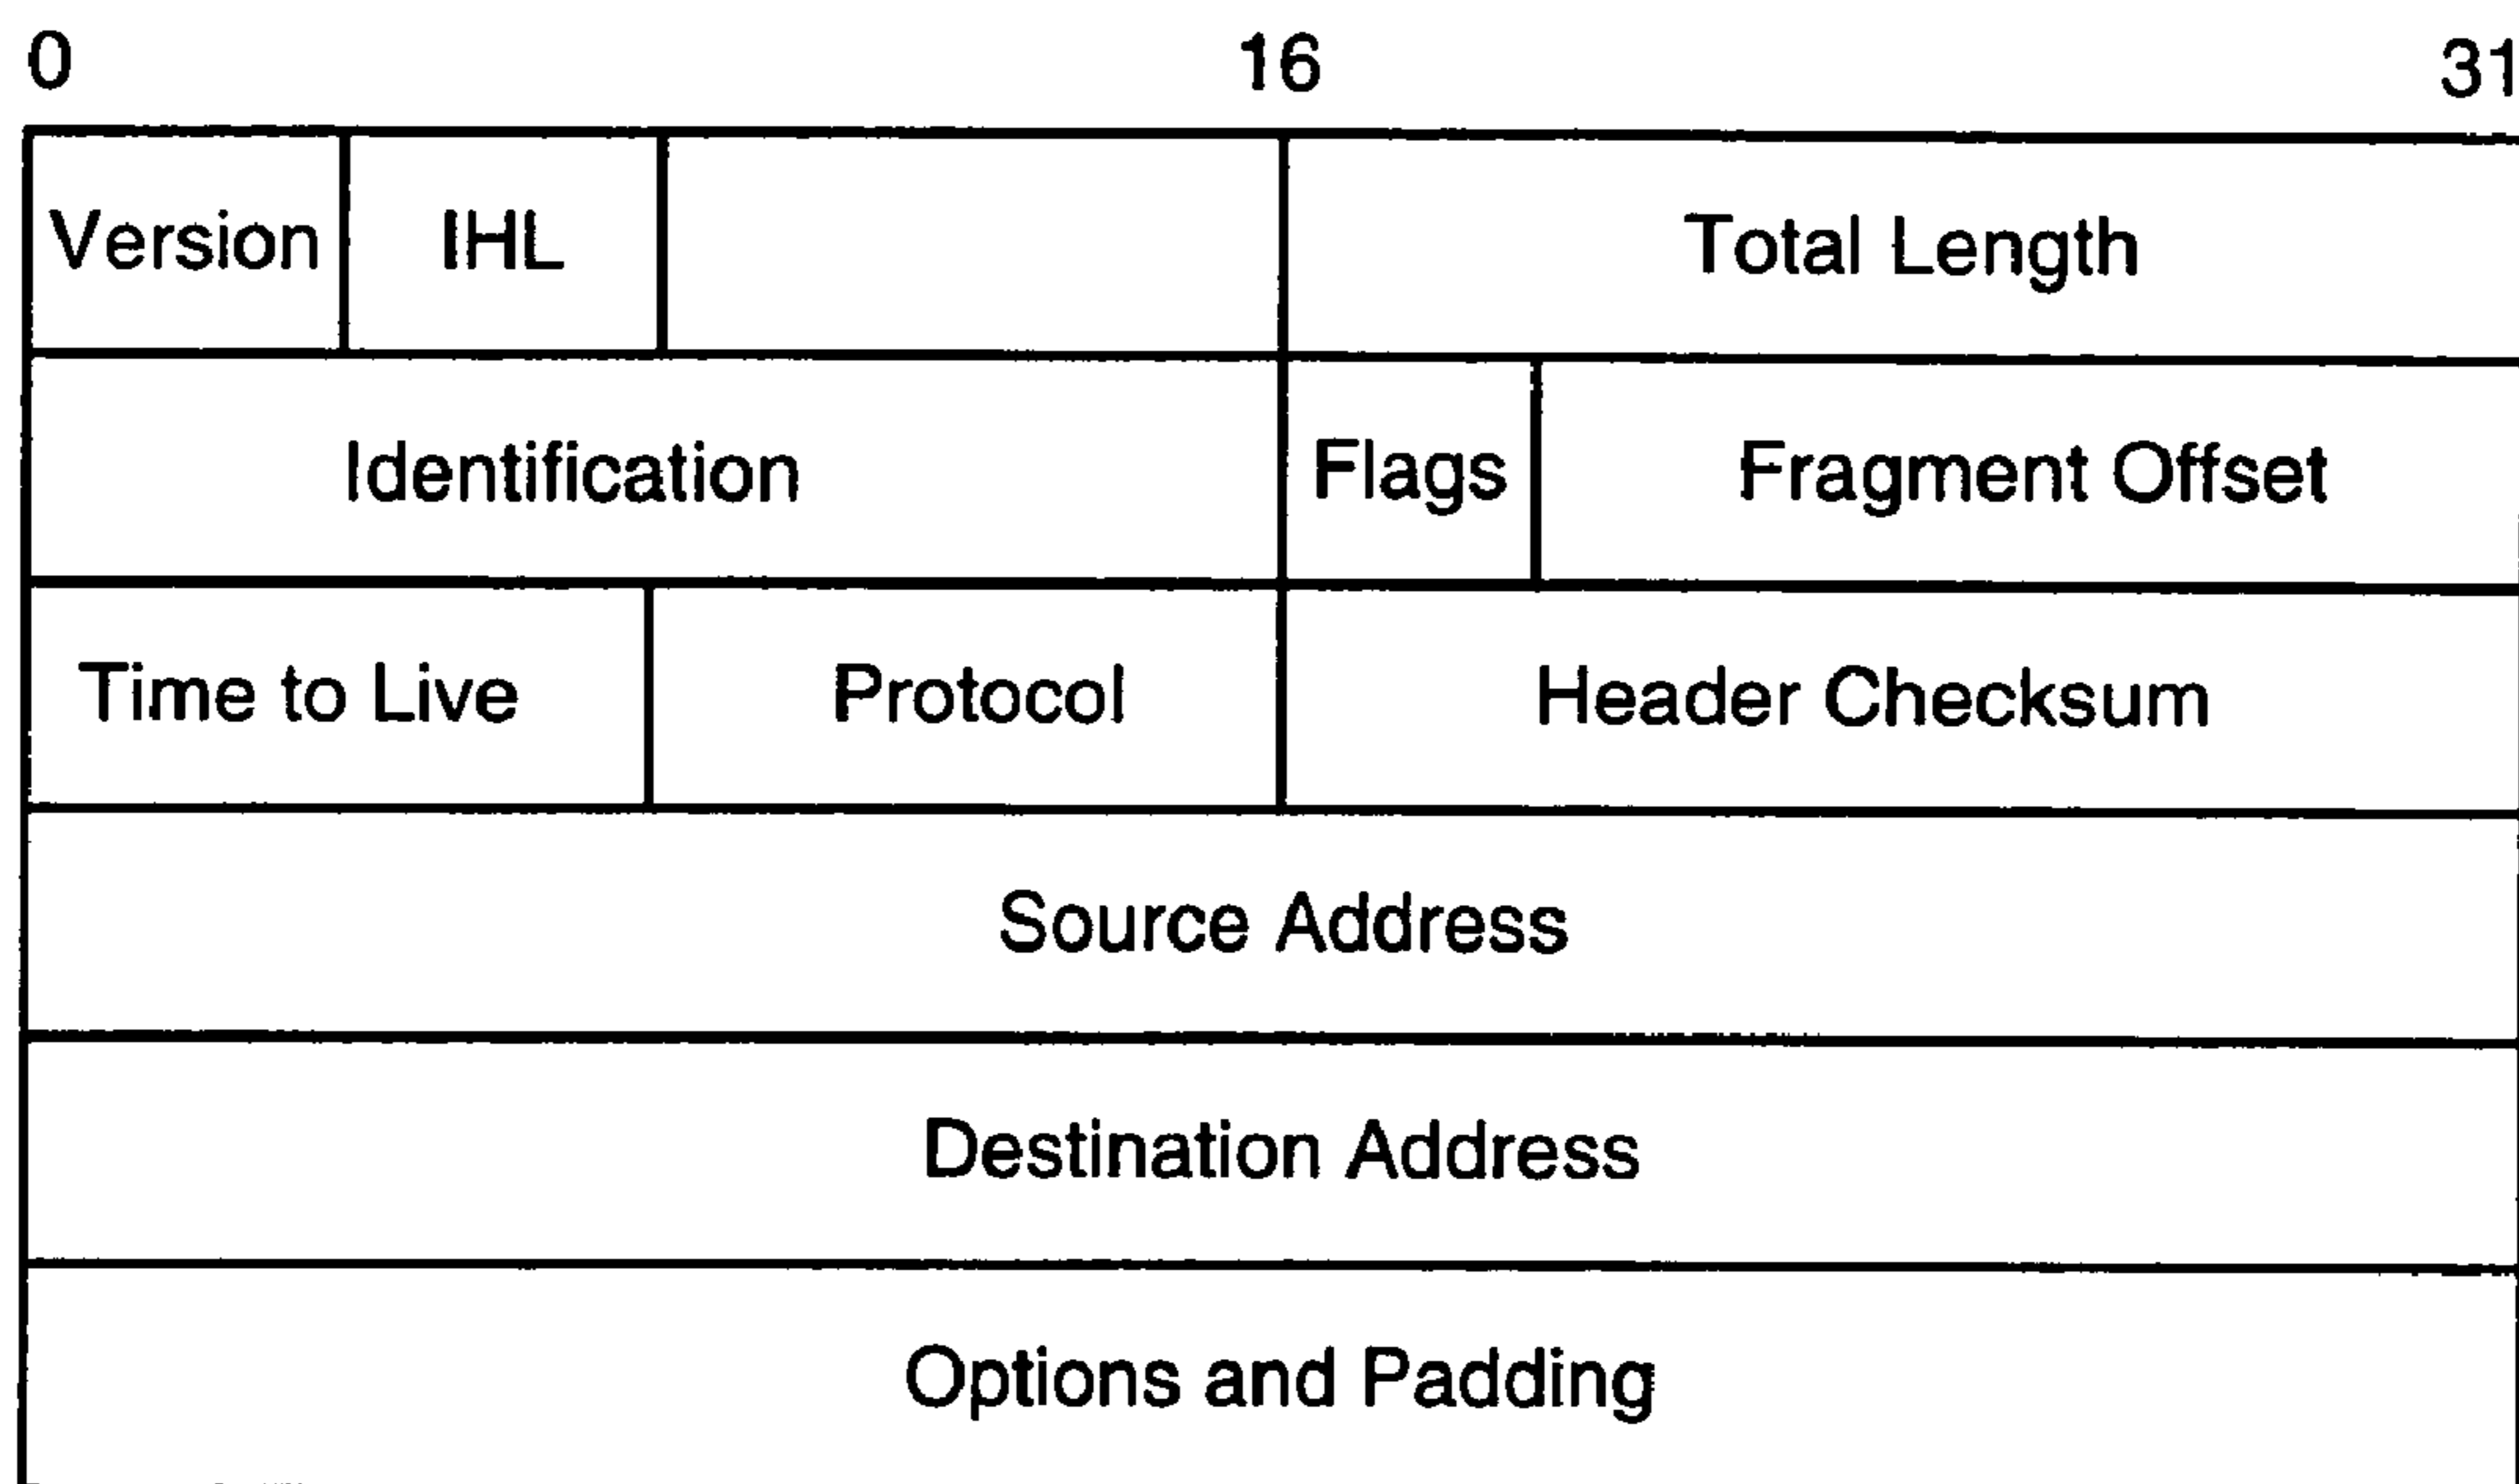 0 16 31
Version IHL Total Length
Identification Flags Fragment Offset
Time to Live Protocol Header Checksum
Source Address
Destination Address
Options and Padding